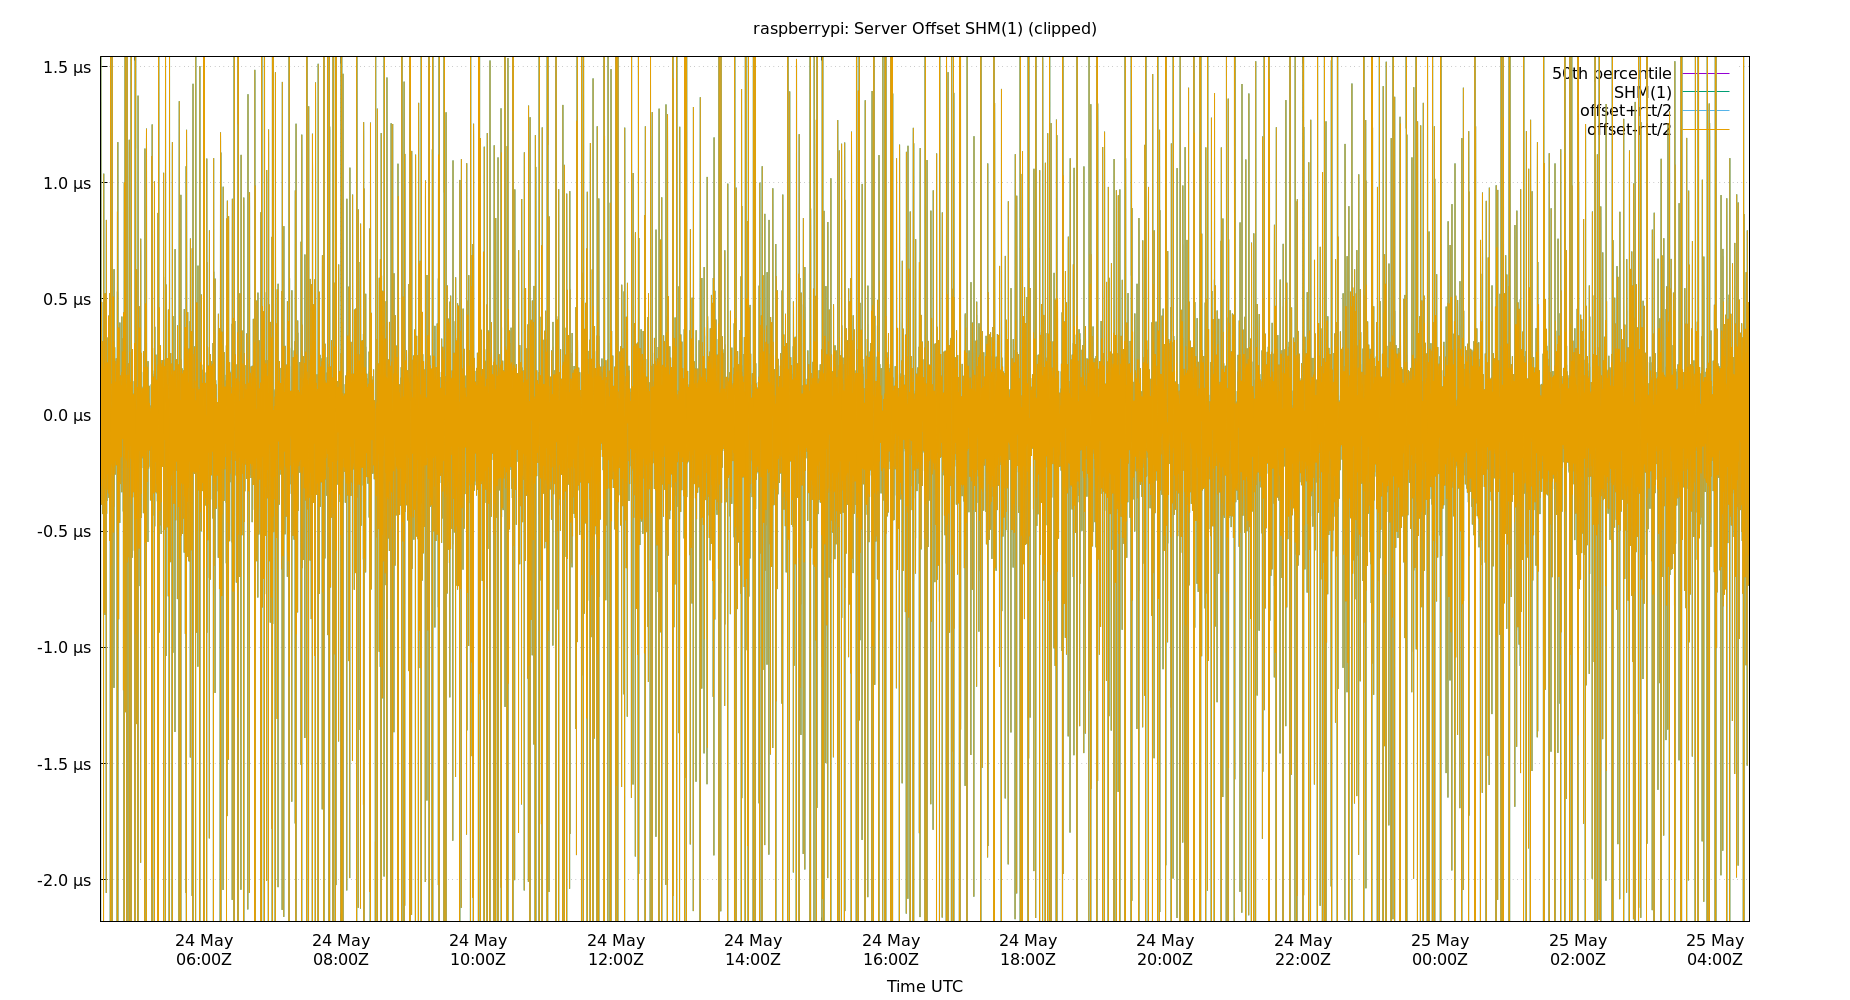 raspberrypi: Server Offset SHM(1) (clipped)
50th percentile
SHM(1)
offset+rtt/2
offset-rtt/2
1.5 µs
1.0 µs
0.5 µs
0.0 µs
-0.5 µs
-1.0 µs
-1.5 µs
-2.0 µs
24 May 24 May 24 May 24 May 24 May 24 May 24 May 24 May 24 May 25 May 25 May 25 May
06:00Z 08:00Z 10:00Z 12:00Z 14:00Z 16:00Z 18:00Z 20:00Z 22:00Z 00:00Z 02:00Z 04:00Z
Time UTC